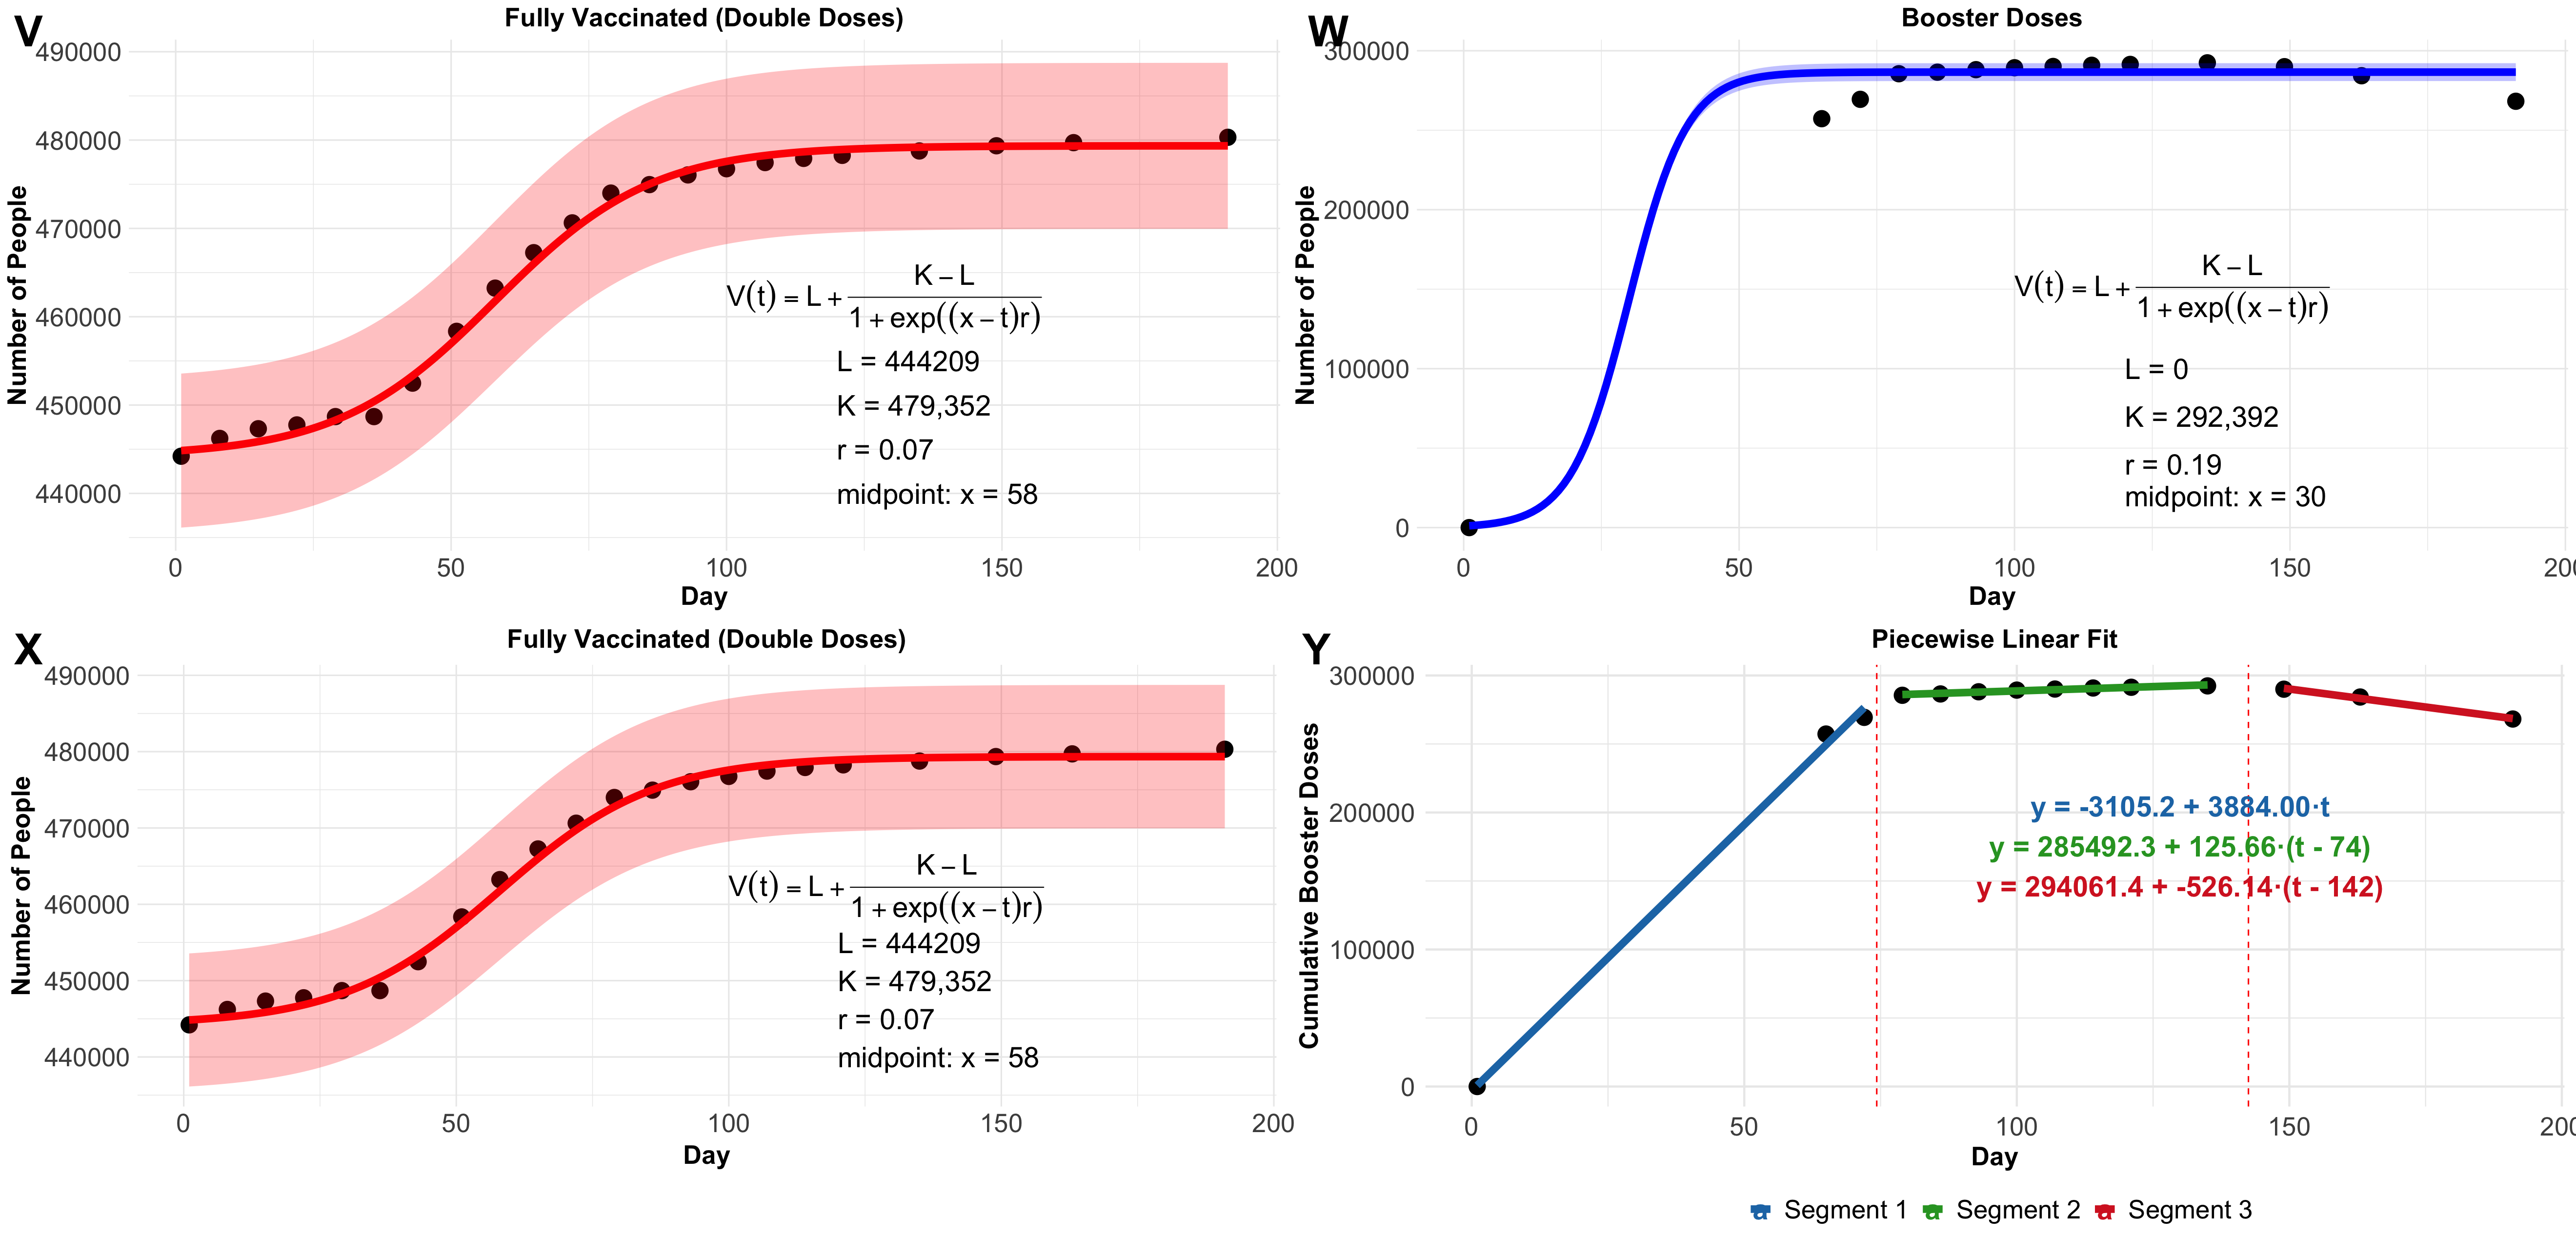 V
Fully Vaccinated (Double Doses)
Number of People
490000
480000
470000
460000
450000
440000
V(t) = L + K − L / 1 + exp((x − t)r)
L = 444209
K = 479,352
r = 0.07
midpoint: x = 58
0 50 100 150 200
Day
W
Booster Doses
Number of People
300000
200000
100000
0
V(t) = L + K − L / 1 + exp((x − t)r)
L = 0
K = 292,392
r = 0.19
midpoint: x = 30
0 50 100 150 200
Day
X
Fully Vaccinated (Double Doses)
Number of People
490000
480000
470000
460000
450000
440000
V(t) = L + K − L / 1 + exp((x − t)r)
L = 444209
K = 479,352
r = 0.07
midpoint: x = 58
0 50 100 150 200
Day
Y
Piecewise Linear Fit
Cumulative Booster Doses
300000
200000
100000
0
y = -3105.2 + 3884.00·t
y = 285492.3 + 125.66·(t - 74)
y = 294061.4 + -526.14·(t - 142)
0 50 100 150 200
Day
a Segment 1 a Segment 2 a Segment 3